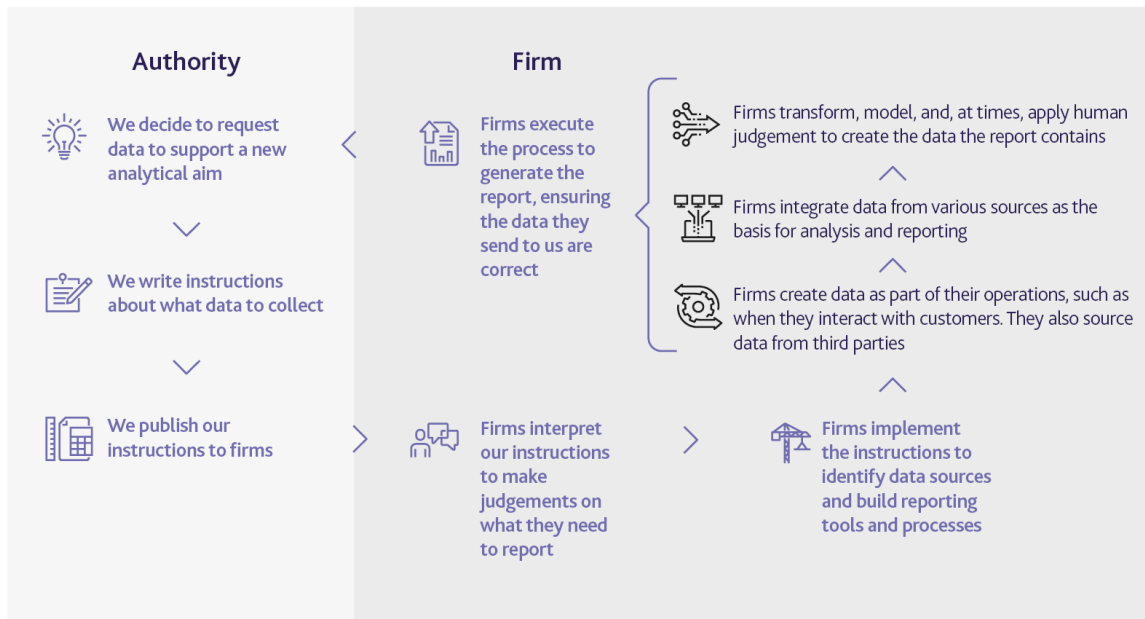 Authority
We decide to request
data to support a new
analytical aim
We write instructions
about what data to collect
We publish our
instructions to firms
Firm
Firms execute
the process to
generate the
report, ensuring
the data they
send to us are
correct
Firms transform, model, and, at times, apply human
judgement to create the data the report contains
Firms integrate data from various sources as the
basis for analysis and reporting
Firms create data as part of their operations, such as
when they interact with customers. They also source
data from third parties
Firms interpret
our instructions
to make
judgements on
what they need
to report
Firms implement
the instructions to
identify data sources
and build reporting
tools and processes